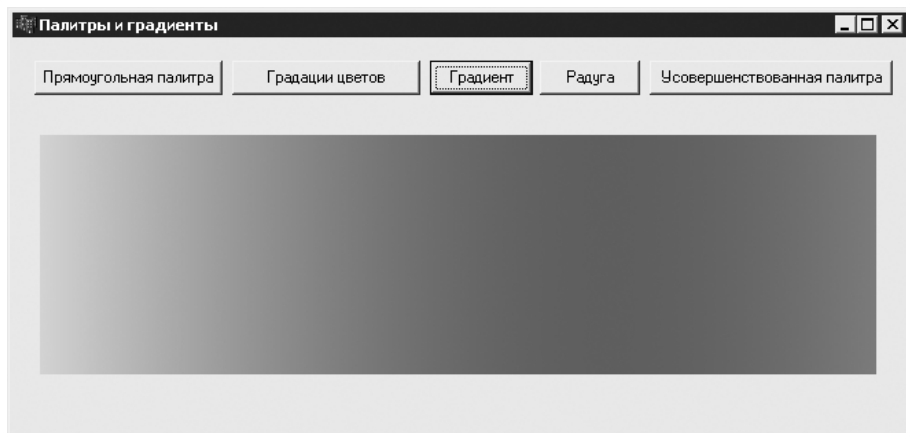 Палитры и градиенты
Прямоугольная палитра Градации цветов Градиент Радуга Усовершенствованная палитра